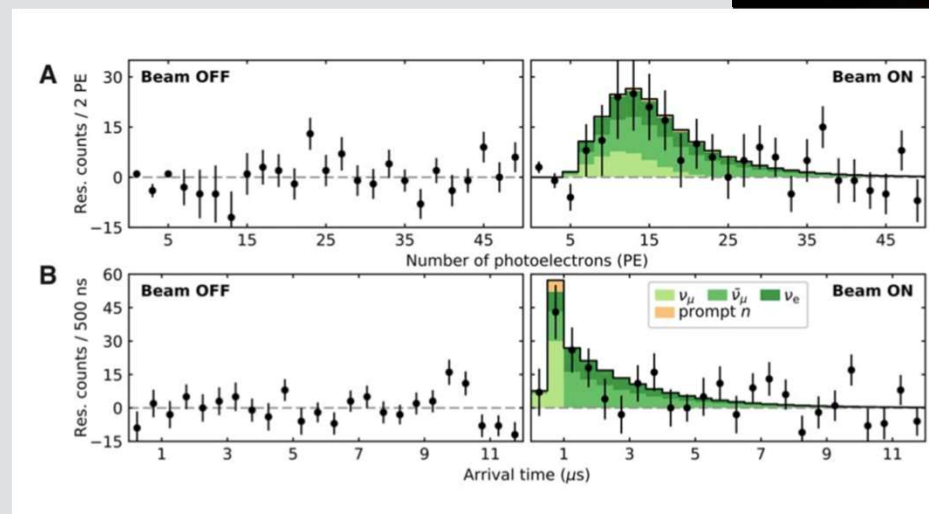 A
Beam OFF
Beam ON
Res. counts / 2 PE
30
15
0
−15
5 15 25 35 45
5 15 25 35 45
Number of photoelectrons (PE)
B
Beam OFF
Beam ON
Res. counts / 500 ns
60
45
30
15
0
−15
νμ ν̄μ νe
prompt n
1 3 5 7 9 11
1 3 5 7 9 11
Arrival time (μs)